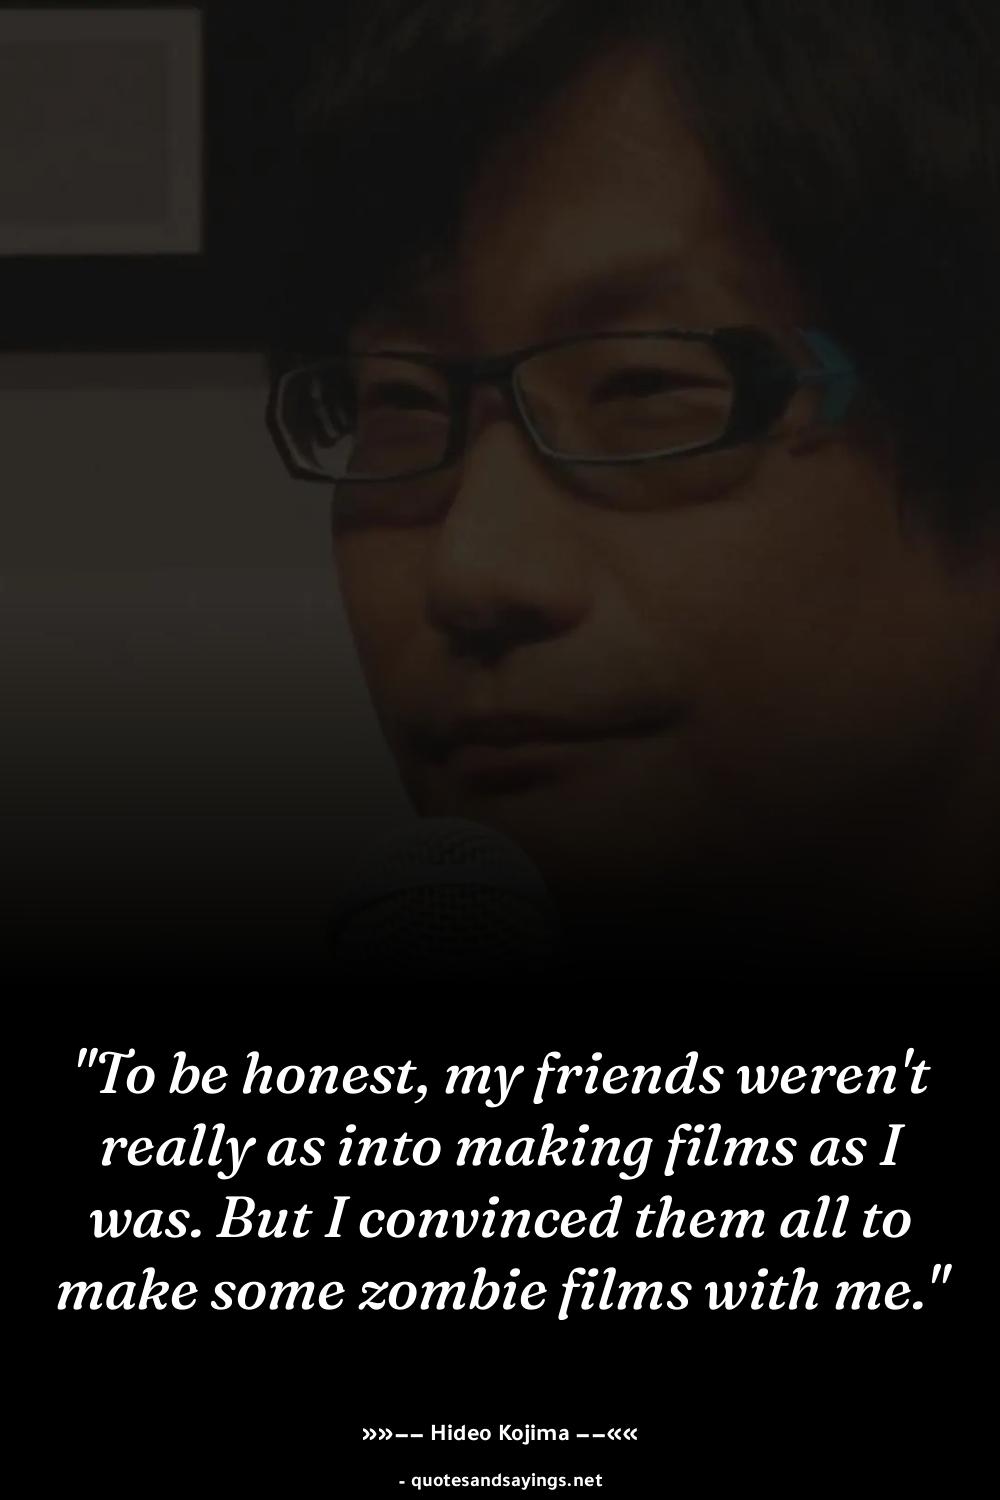 "To be honest, my friends weren't
really as into making films as I
was. But I convinced them all to
make some zombie films with me."
»»−− Hideo Kojima −−««
- quotesandsayings.net